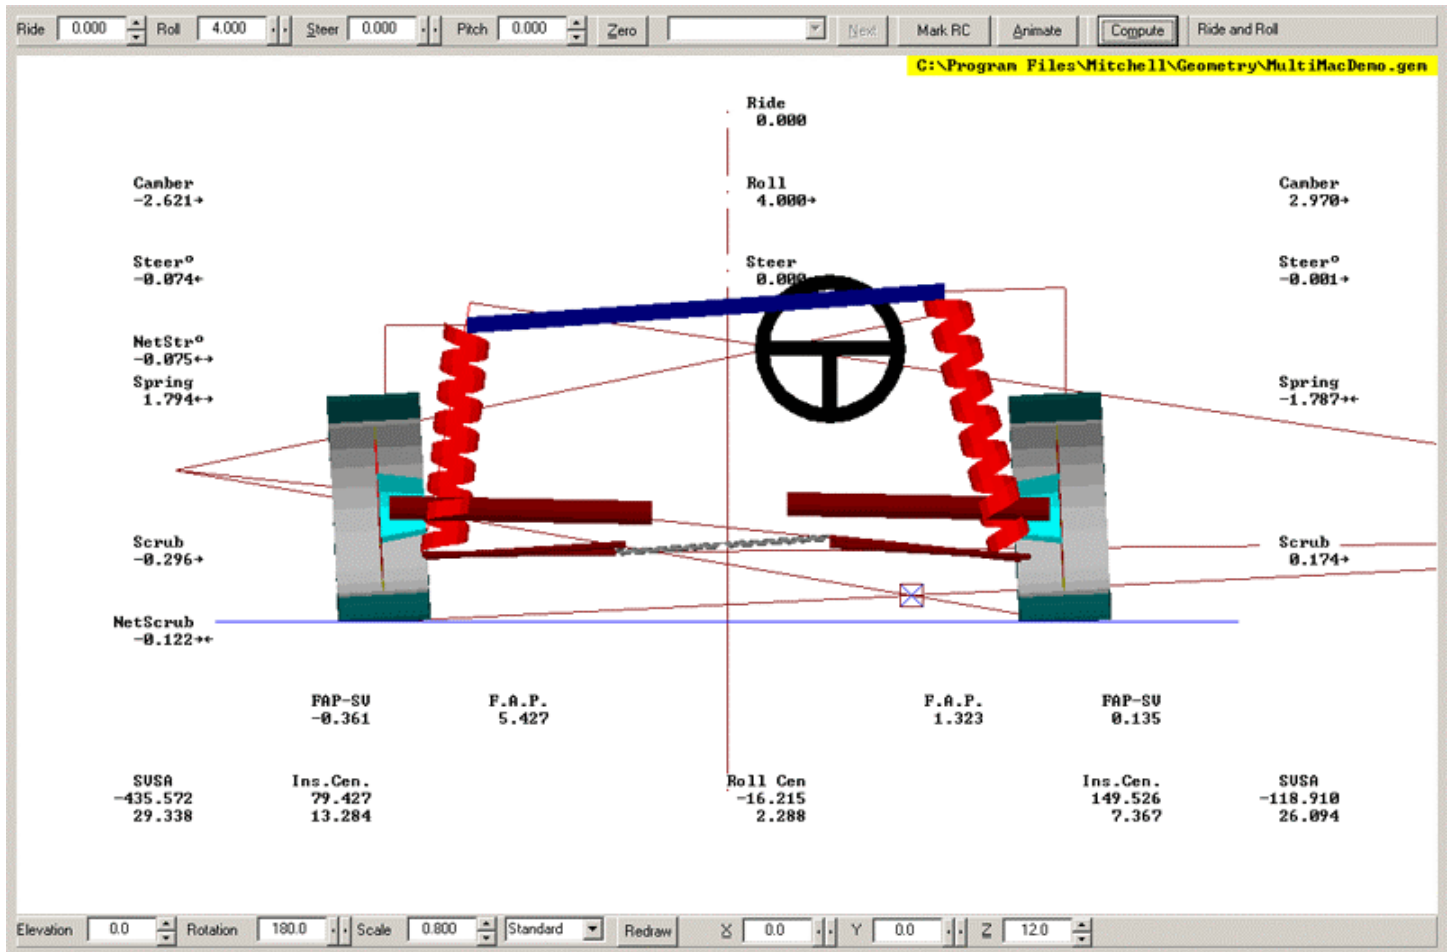 Ride 0.000 Roll 4.000 Steer 0.000 Pitch 0.000 Zero Next Mark RC Animate Compute Ride and Roll
C:\Program Files\Mitchell\Geometry\MultiMacDemo.gem
Ride
0.000
Camber Roll Camber
-2.621→ 4.000→ 2.970→
Steerº Steer Steerº
-0.074← 0.000 -0.001→
NetStrº
-0.075←→
Spring Spring
1.794←→ -1.787→←
Scrub Scrub
-0.296→ 0.174→
NetScrub
-0.122→←
FAP-SV F.A.P. F.A.P. FAP-SV
-0.361 5.427 1.323 0.135
SVSA Ins.Cen. Roll Cen Ins.Cen. SVSA
-435.572 79.427 -16.215 149.526 -118.910
29.338 13.284 2.288 7.367 26.094
Elevation 0.0 Rotation 180.0 Scale 0.800 Standard Redraw X 0.0 Y 0.0 Z 12.0